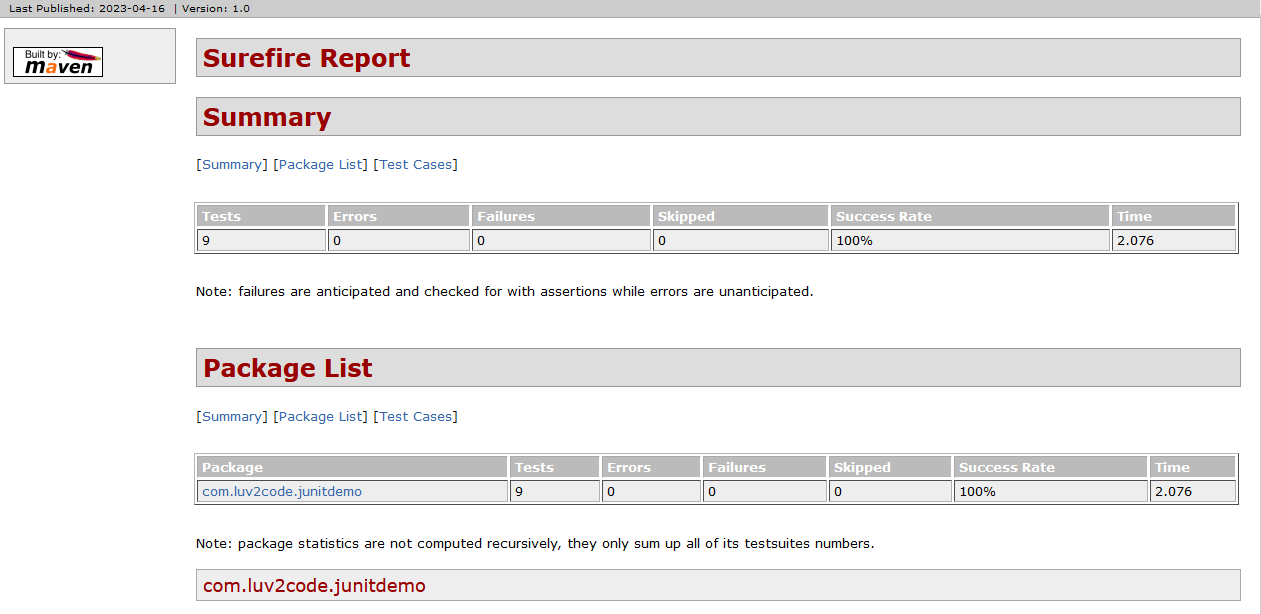 Last Published: 2023-04-16 | Version: 1.0
Built by:
maven
Surefire Report
Summary
[Summary] [Package List] [Test Cases]
Tests Errors Failures Skipped Success Rate Time
9 0 0 0 100% 2.076
Note: failures are anticipated and checked for with assertions while errors are unanticipated.
Package List
[Summary] [Package List] [Test Cases]
Package Tests Errors Failures Skipped Success Rate Time
com.luv2code.junitdemo 9 0 0 0 100% 2.076
Note: package statistics are not computed recursively, they only sum up all of its testsuites numbers.
com.luv2code.junitdemo